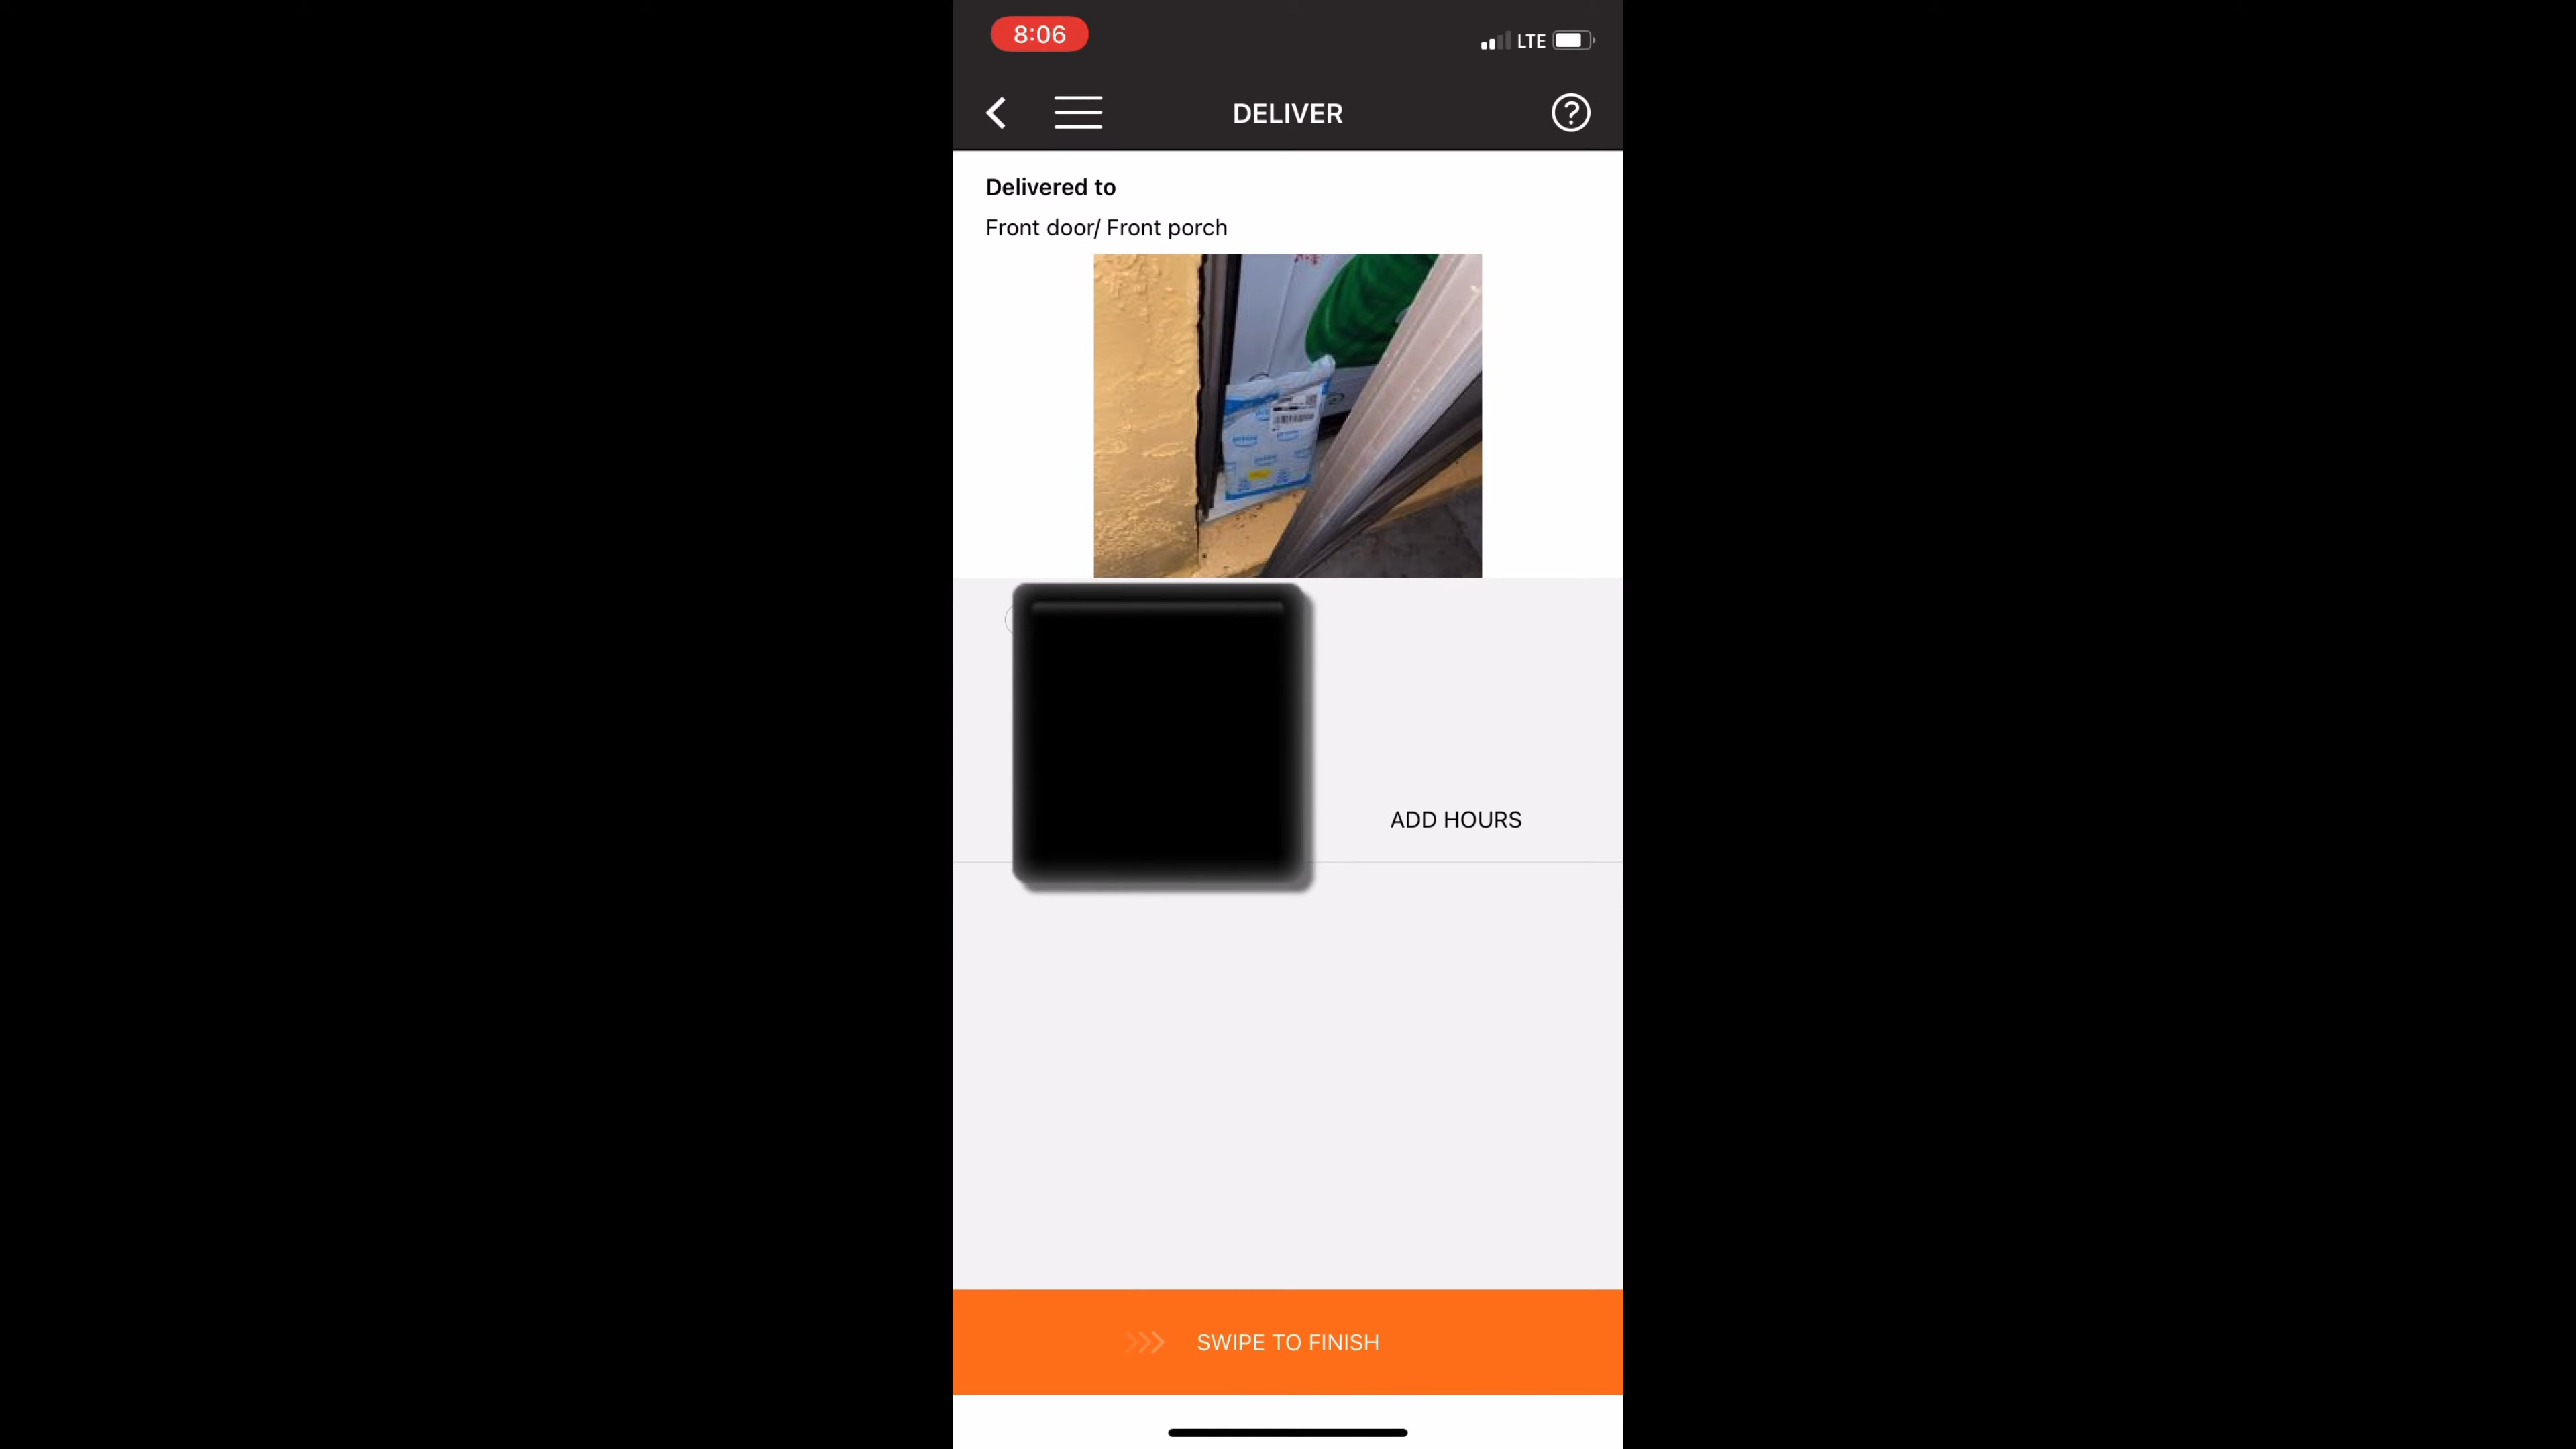 8:06
LTE
DELIVER
Delivered to
Front door/ Front porch
ADD HOURS
SWIPE TO FINISH